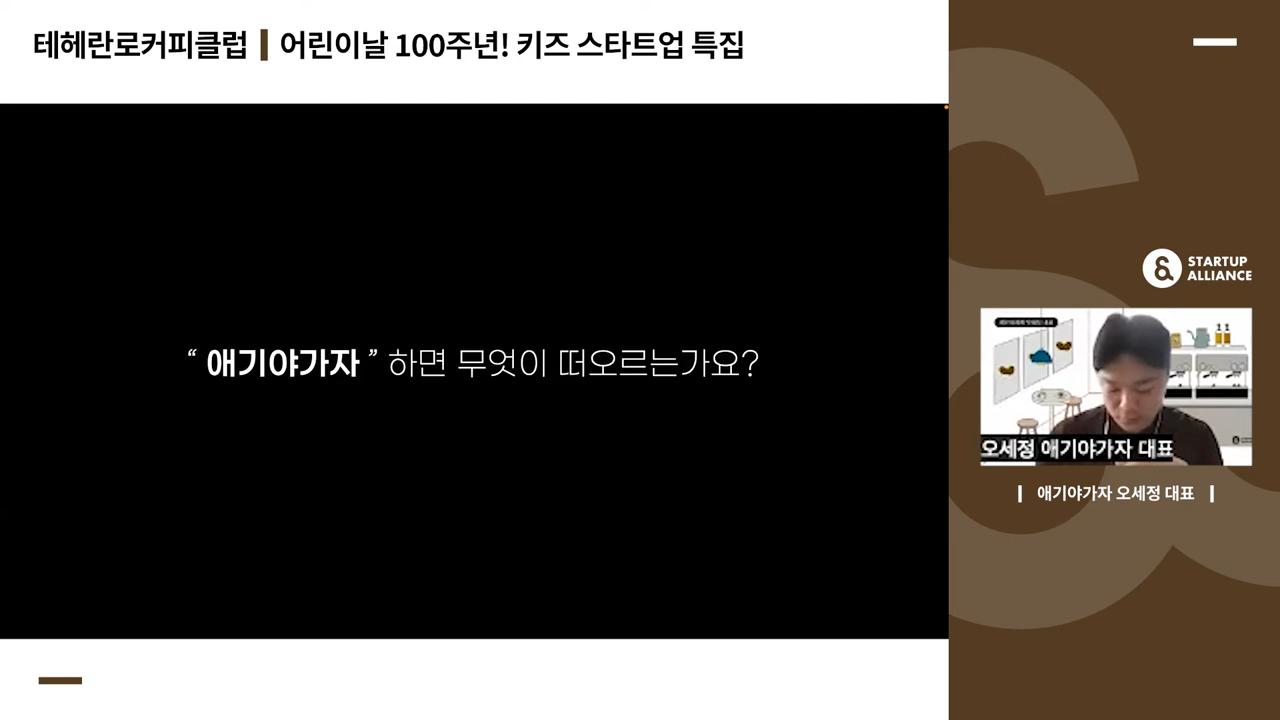 테헤란로커피클럽 | 어린이날 100주년! 키즈 스타트업 특집
“ 애기야가자 ” 하면 무엇이 떠오르는가요?
STARTUP
ALLIANCE
오세정 애기야가자 대표
| 애기야가자 오세정 대표 |